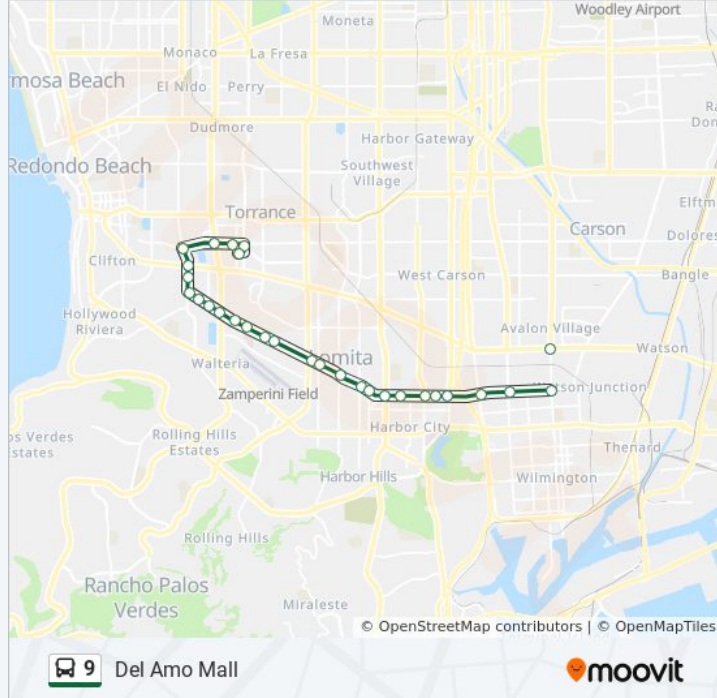 Woodley Airport
Moneta
Monaco
La Fresa
mosa Beach
El Nido
Perry
Dudmore
Harbor Gateway
Redondo Beach
Southwest
Village
Elftm
Torrance
Carson
Dolores
Clifton
West Carson
Bangle
Hollywood
Riviera
Avalon Village
Watson
Lomita
Walteria
Zamperini Field
Watson Junction
os Verdes
Estates
Rolling Hills
Estates
Harbor City
Thenard
Harbor Hills
Wilmington
Rolling Hills
Rancho Palos
Verdes
Miraleste
© OpenStreetMap contributors | © OpenMapTiles
9 Del Amo Mall
moovit